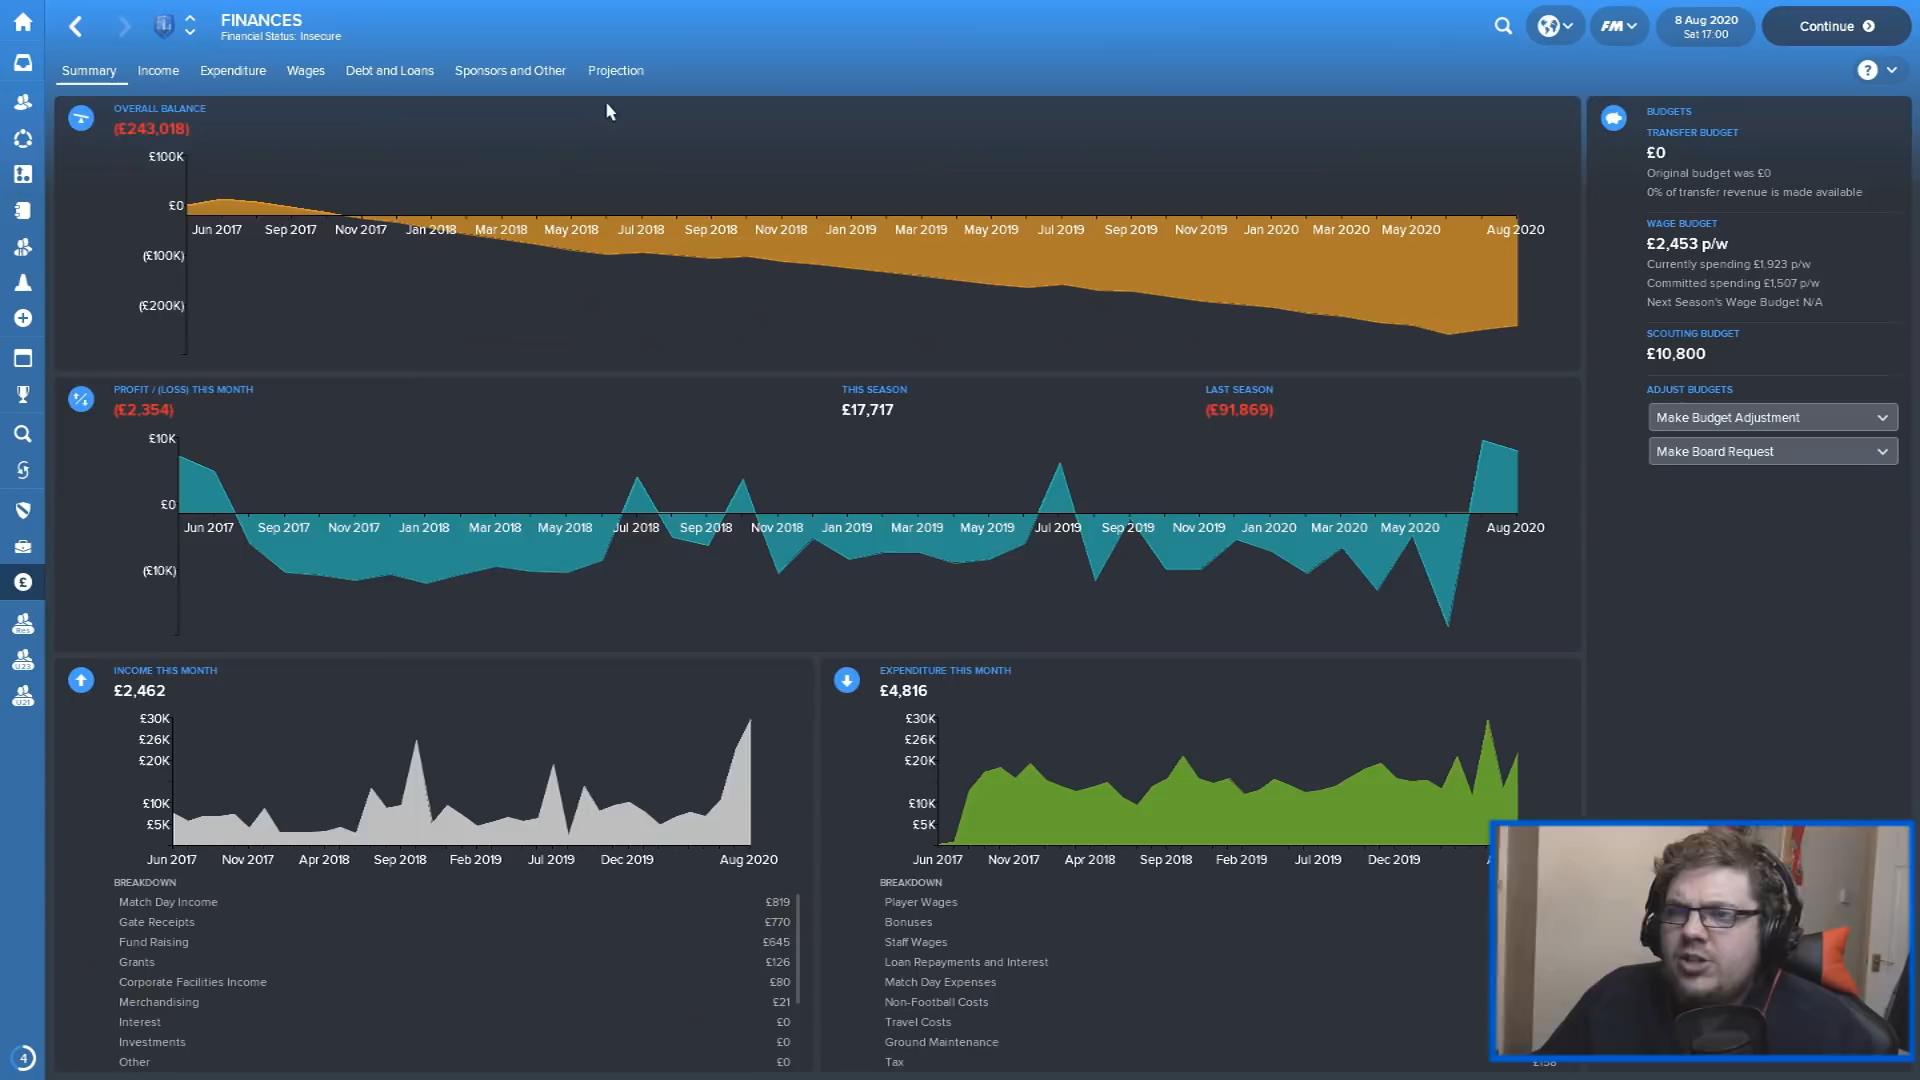 FINANCES
Financial Status: Insecure
FM
8 Aug 2020
Sat 17:00
Continue
Summary
Income
Expenditure
Wages
Debt and Loans
Sponsors and Other
Projection
?
OVERALL BALANCE
(£243,018)
£100K
£0
(£100K)
(£200K)
Jun 2017
Sep 2017
Nov 2017
Jan 2018
Mar 2018
May 2018
Jul 2018
Sep 2018
Nov 2018
Jan 2019
Mar 2019
May 2019
Jul 2019
Sep 2019
Nov 2019
Jan 2020
Mar 2020
May 2020
Aug 2020
PROFIT / (LOSS) THIS MONTH
(£2,354)
THIS SEASON
£17,717
LAST SEASON
(£91,869)
£10K
£0
(£10K)
Jun 2017
Sep 2017
Nov 2017
Jan 2018
Mar 2018
May 2018
Jul 2018
Sep 2018
Nov 2018
Jan 2019
Mar 2019
May 2019
Jul 2019
Sep 2019
Nov 2019
Jan 2020
Mar 2020
May 2020
Aug 2020
INCOME THIS MONTH
£2,462
£30K
£26K
£20K
£10K
£5K
Jun 2017
Nov 2017
Apr 2018
Sep 2018
Feb 2019
Jul 2019
Dec 2019
Aug 2020
BREAKDOWN
Match Day Income £819
Gate Receipts £770
Fund Raising £645
Grants £126
Corporate Facilities Income £80
Merchandising £21
Interest £0
Investments £0
Other £0
EXPENDITURE THIS MONTH
£4,816
£30K
£26K
£20K
£10K
£5K
Jun 2017
Nov 2017
Apr 2018
Sep 2018
Feb 2019
Jul 2019
Dec 2019
BREAKDOWN
Player Wages
Bonuses
Staff Wages
Loan Repayments and Interest
Match Day Expenses
Non-Football Costs
Travel Costs
Ground Maintenance
Tax
BUDGETS
TRANSFER BUDGET
£0
Original budget was £0
0% of transfer revenue is made available
WAGE BUDGET
£2,453 p/w
Currently spending £1,923 p/w
Committed spending £1,507 p/w
Next Season's Wage Budget N/A
SCOUTING BUDGET
£10,800
ADJUST BUDGETS
Make Budget Adjustment
Make Board Request
£
Res
U23
U21
4